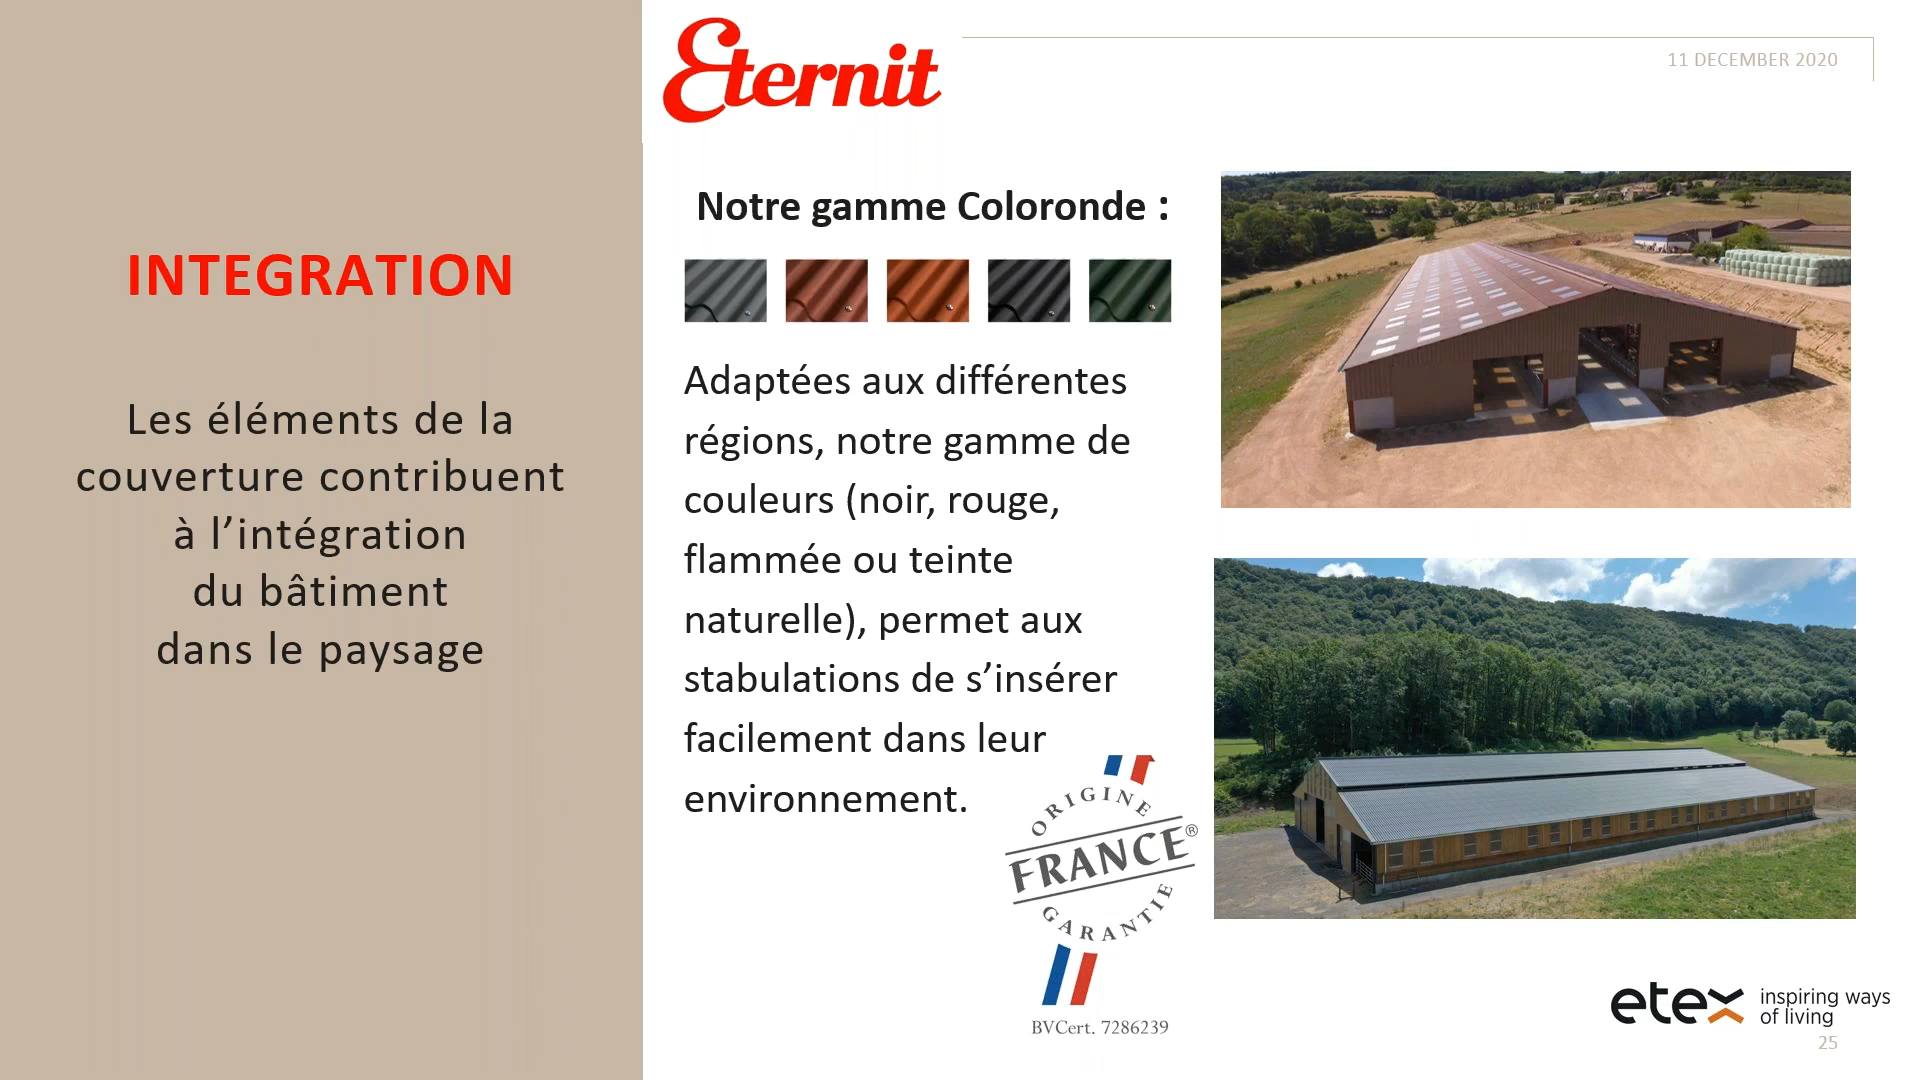 Eternit
11 DECEMBER 2020
INTEGRATION
Les éléments de la
couverture contribuent
à l’intégration
du bâtiment
dans le paysage
Notre gamme Coloronde :
Adaptées aux différentes
régions, notre gamme de
couleurs (noir, rouge,
flammée ou teinte
naturelle), permet aux
stabulations de s’insérer
facilement dans leur
environnement.
ORIGINE
FRANCE®
GARANTIE
BVCert. 7286239
etex
inspiring ways
of living
25